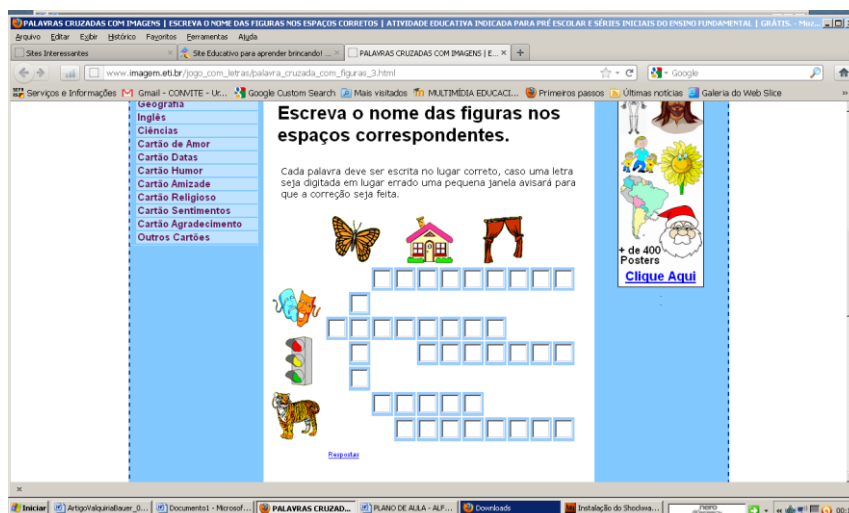 PALAVRAS CRUZADAS COM IMAGENS | ESCREVA O NOME DAS FIGURAS NOS ESPAÇOS CORRETOS | ATIVIDADE EDUCATIVA INDICADA PARA PRÉ ESCOLAR E SÉRIES INICIAIS DO ENSINO FUNDAMENTAL | GRÁTIS. - Moz...
Arquivo Editar Exibir Histórico Favoritos Ferramentas Ajuda
Sites Interessantes × Site Educativo para aprender brincando! ... × PALAVRAS CRUZADAS COM IMAGENS | E... × +
www.imagem.eti.br/jogo_com_letras/palavra_cruzada_com_figuras_3.html Google
Serviços e Informações Gmail - CONVITE - Ur... Google Custom Search Mais visitados MULTIMÍDIA EDUCACI... Primeiros passos Últimas notícias Galeria do Web Slice »
Geografia
Inglês
Ciências
Cartão de Amor
Cartão Datas
Cartão Humor
Cartão Amizade
Cartão Religioso
Cartão Sentimentos
Cartão Agradecimento
Outros Cartões
Escreva o nome das figuras nos
espaços correspondentes.
Cada palavra deve ser escrita no lugar correto, caso uma letra
seja digitada em lugar errado uma pequena janela avisará para
que a correção seja feita.
Respostas
+ de 400
Posters
Clique Aqui
×
Iniciar ArtigoValquiriaBauer_0... Documento1 - Microsof... PALAVRAS CRUZAD... PLANO DE AULA - ALF... Downloads Instalação do Shockwa... nero